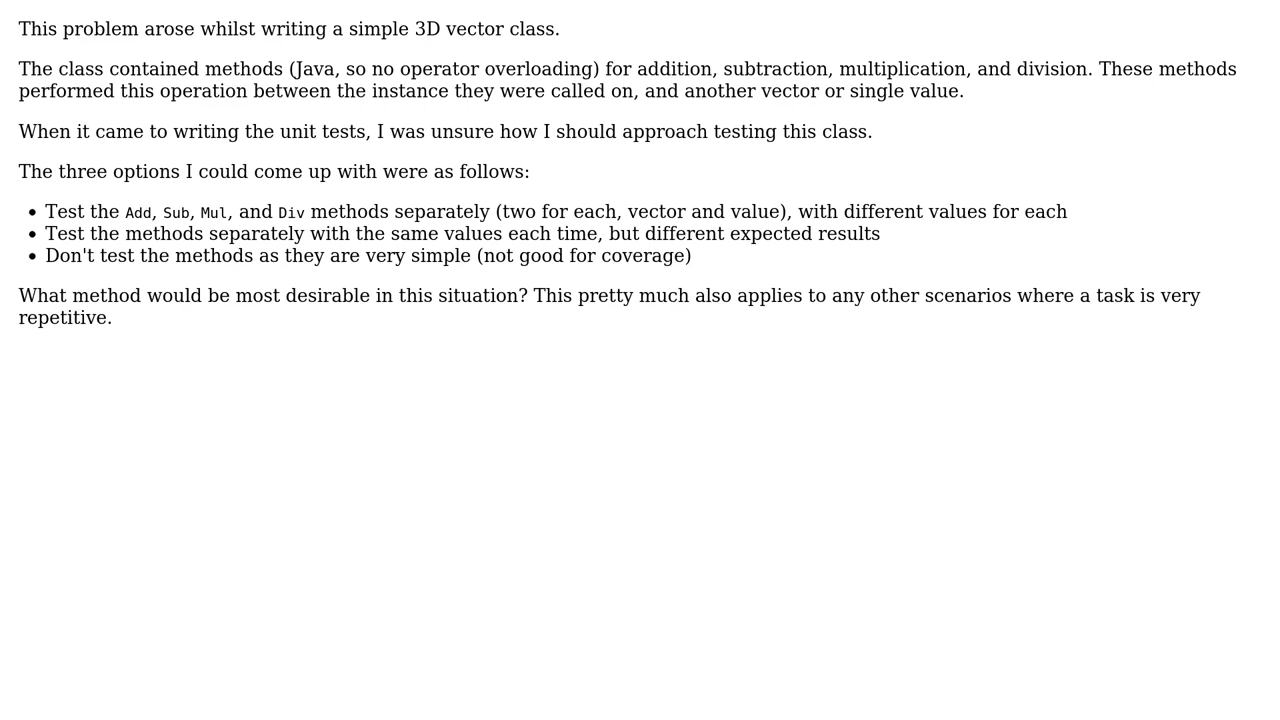 This problem arose whilst writing a simple 3D vector class.
The class contained methods (Java, so no operator overloading) for addition, subtraction, multiplication, and division. These methods
performed this operation between the instance they were called on, and another vector or single value.
When it came to writing the unit tests, I was unsure how I should approach testing this class.
The three options I could come up with were as follows:
• Test the Add, Sub, Mul, and Div methods separately (two for each, vector and value), with different values for each
• Test the methods separately with the same values each time, but different expected results
• Don't test the methods as they are very simple (not good for coverage)
What method would be most desirable in this situation? This pretty much also applies to any other scenarios where a task is very
repetitive.